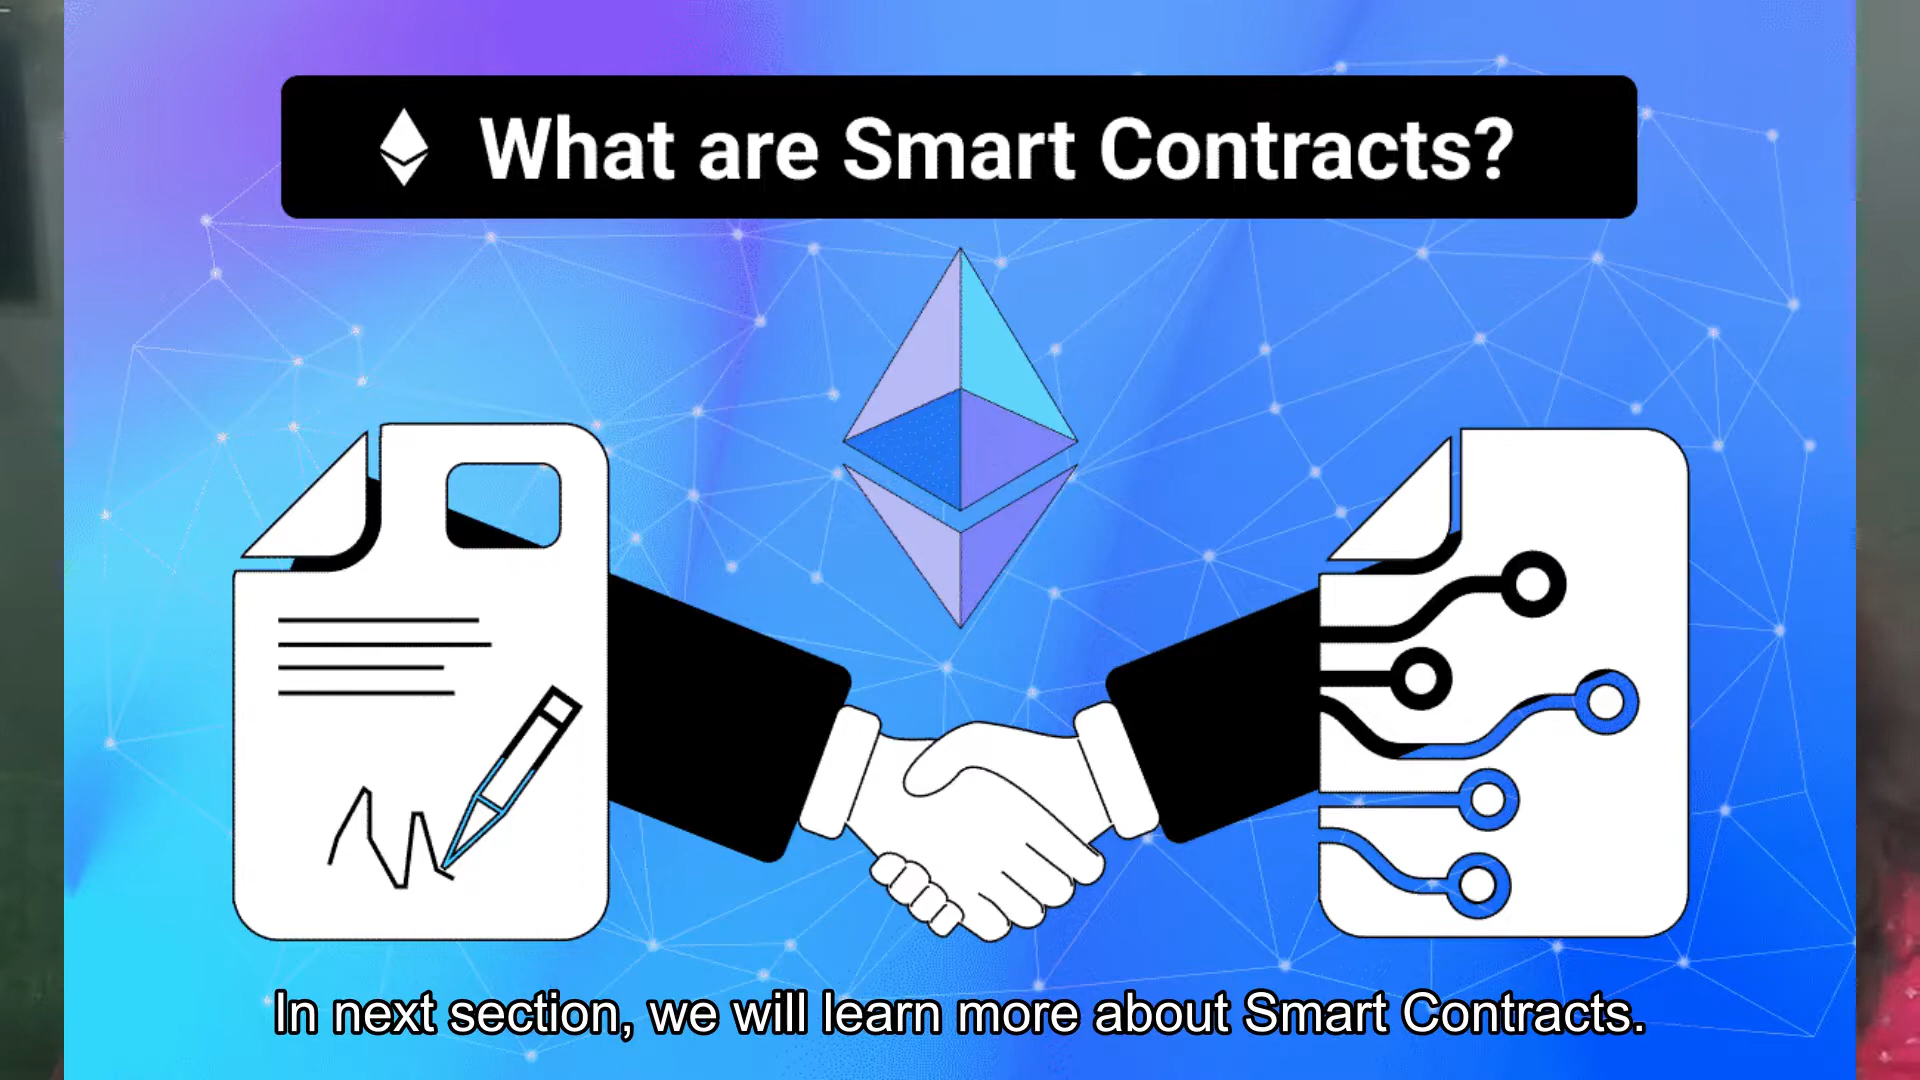 What are Smart Contracts?
In next section, we will learn more about Smart Contracts.